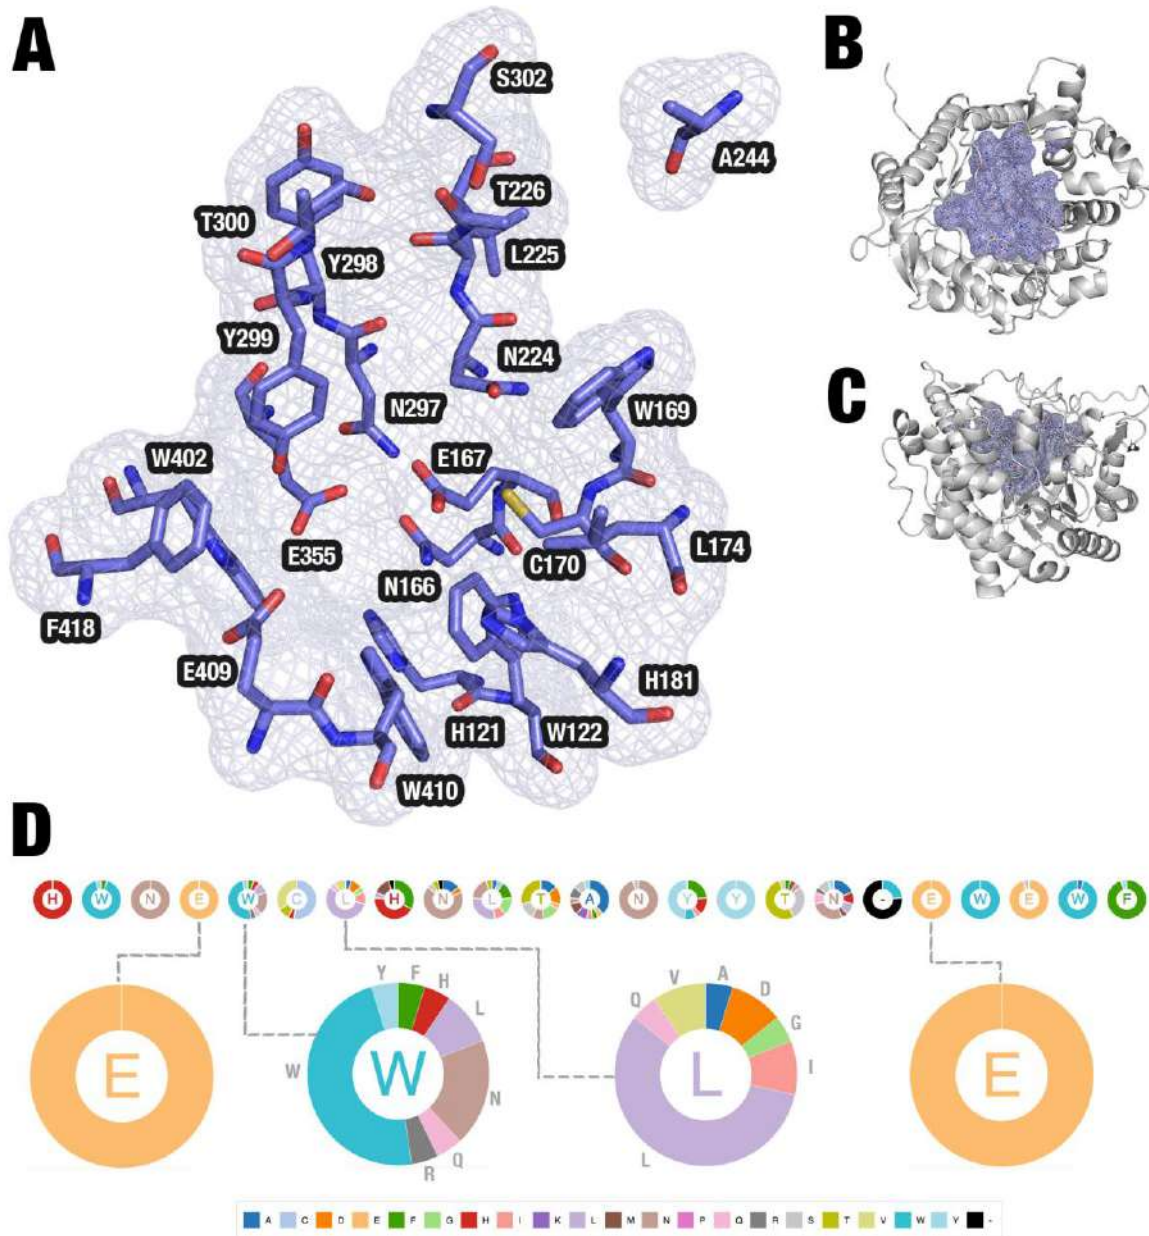 A
B
S302
A244
T226
T300
Y298
L225
Y299
N224
C
N297
W169
W402
E167
E355
L174
N166
C170
F418
E409
H181
H121
W122
W410
D
H W N E W C L H N L T A N Y Y T N - E W E W F
Y F H L N Q R W
V A D G I L Q
E W L E
A C D E F G H I K L M N P Q R S T V W Y -